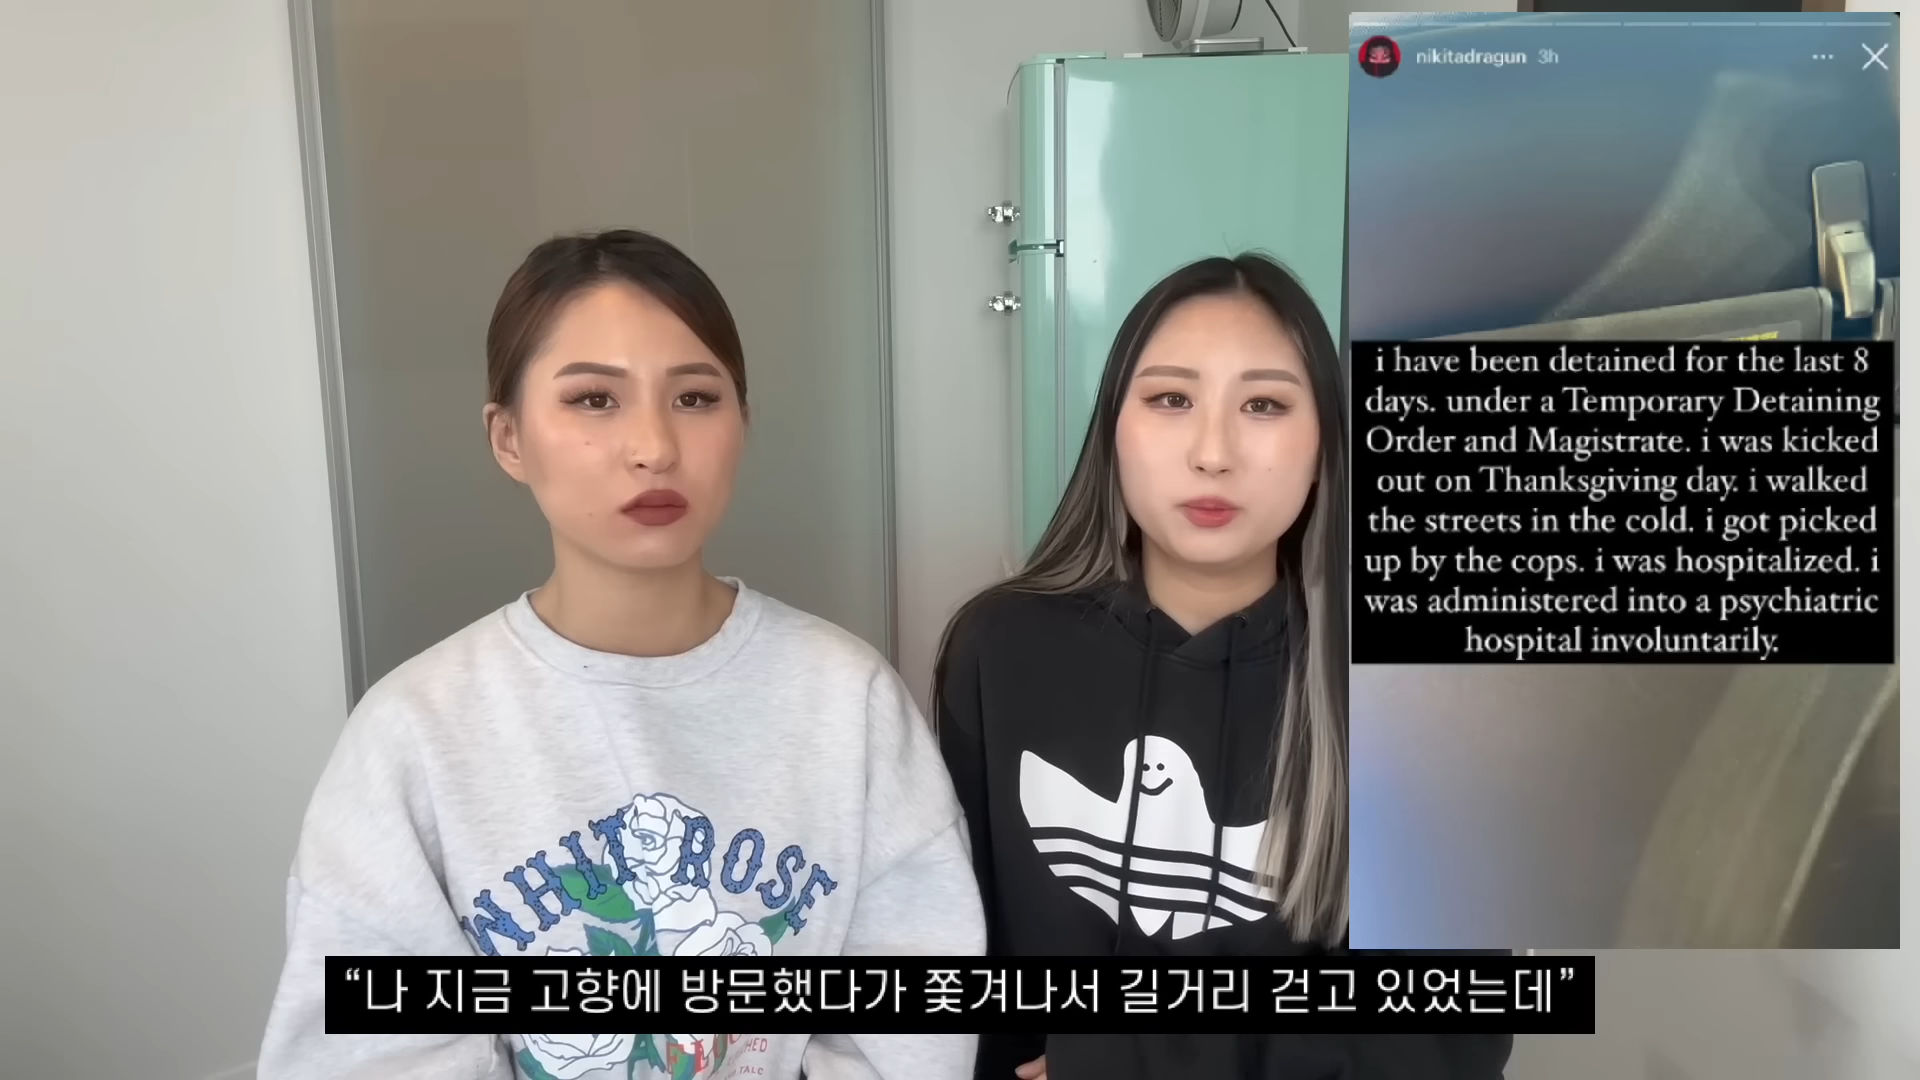 nikitadragun 3h
i have been detained for the last 8
days. under a Temporary Detaining
Order and Magistrate. i was kicked
out on Thanksgiving day. i walked
the streets in the cold. i got picked
up by the cops. i was hospitalized. i
was administered into a psychiatric
hospital involuntarily.
WHIT ROSE
“나 지금 고향에 방문했다가 쫓겨나서 길거리 걷고 있었는데”